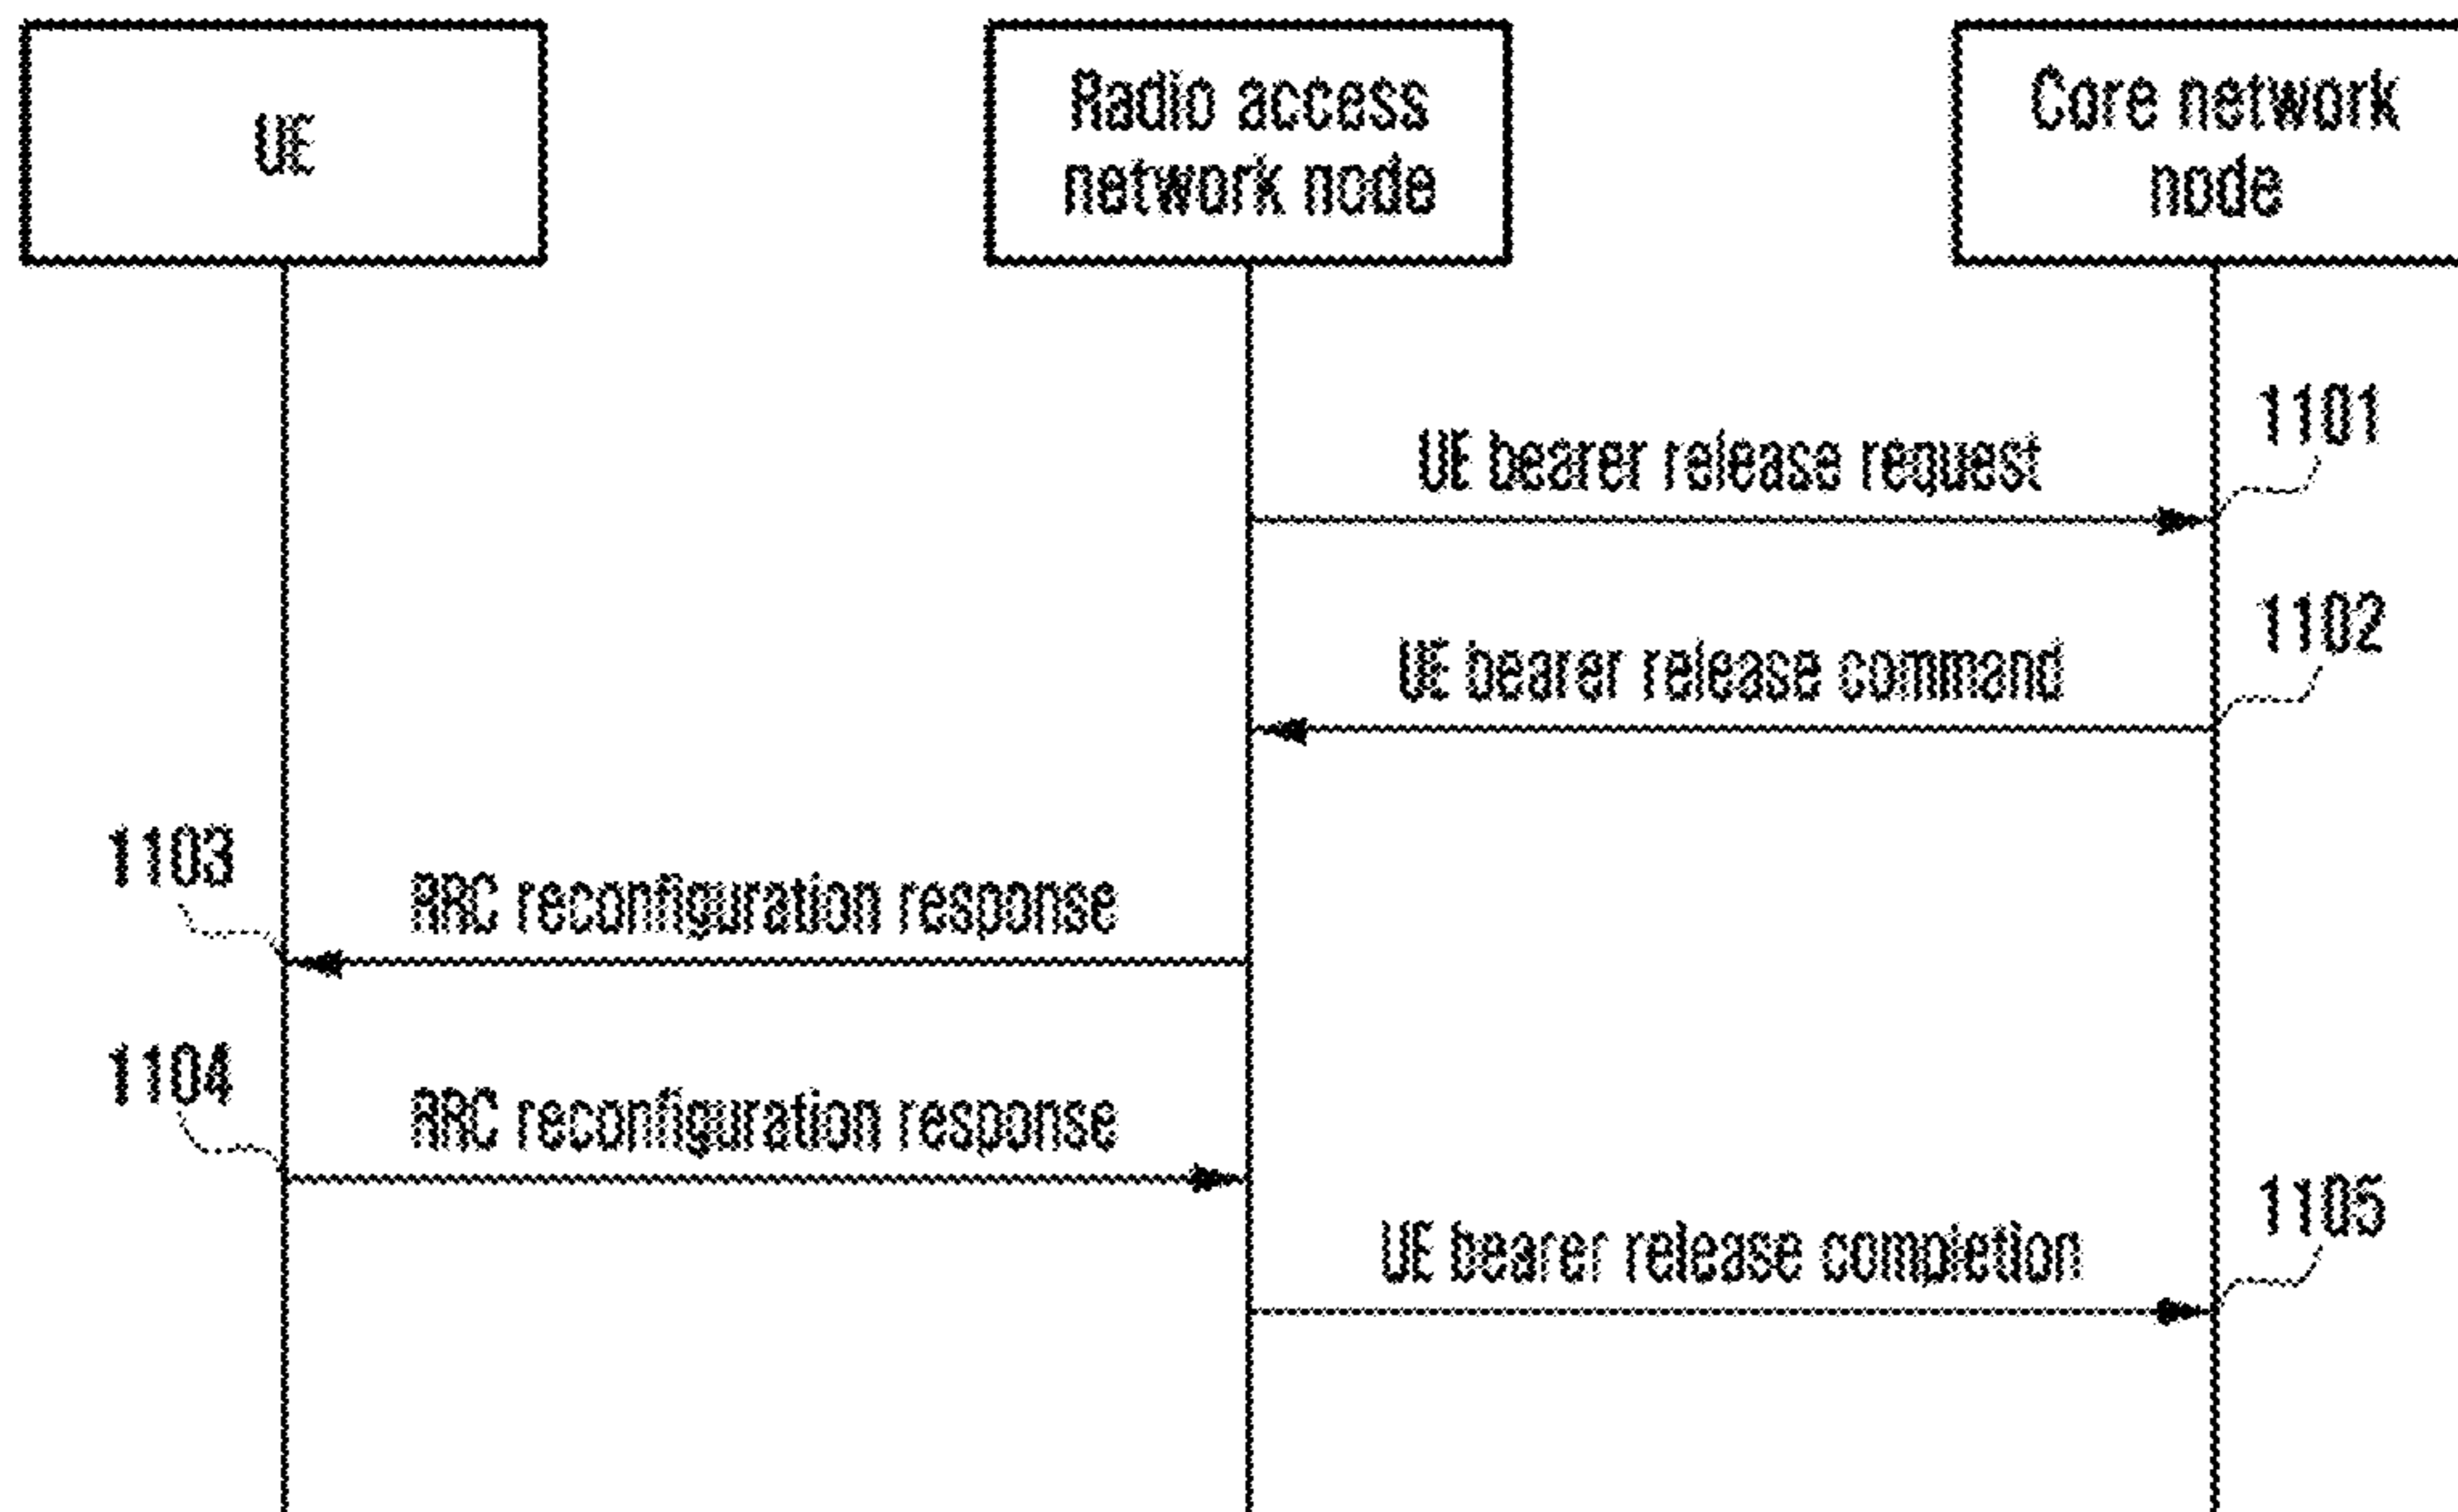 UE
Radio access
network node
Core network
node
1101
UE bearer release request
1102
UE bearer release command
1103
RRC reconfiguration response
1104
RRC reconfiguration response
1105
UE bearer release completion